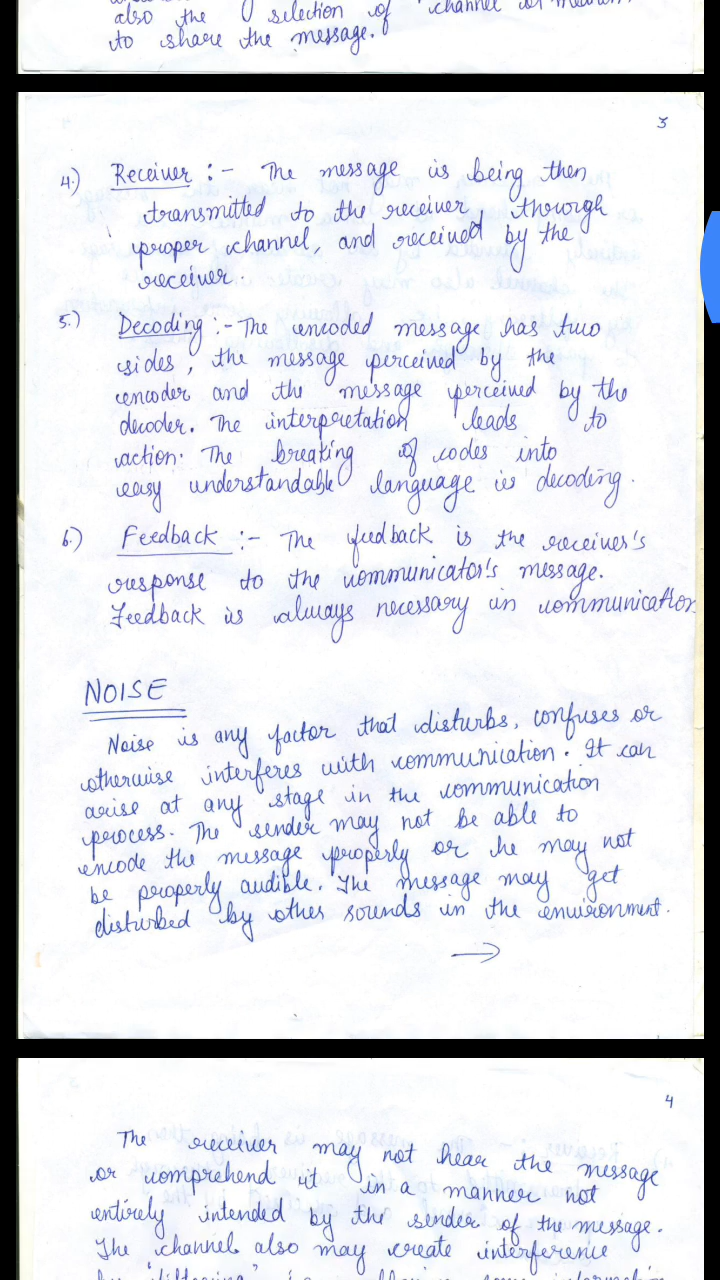 also the selection of channel or medium
to share the message.
3
4.) Receiver :- The message is being then
transmitted to the receiver, through
proper channel, and received by the
receiver.
5.) Decoding :- The encoded message has two
sides, the message perceived by the
encoder and the message perceived by the
decoder. The interpretation leads to
action: The breaking of codes into
easy understandable language is decoding.
6.) Feedback :- The feedback is the receiver's
response to the communicator's message.
Feedback is always necessary in communication
NOISE
Noise is any factor that disturbs, confuses or
otherwise interferes with communication. It can
arise at any stage in the communication
process. The sender may not be able to
encode the message properly or he may not
be properly audible. The message may get
disturbed by other sounds in the environment.
→
4
The receiver may not hear the message
or comprehend it in a manner not
entirely intended by the sender of the message.
The channel also may create interference